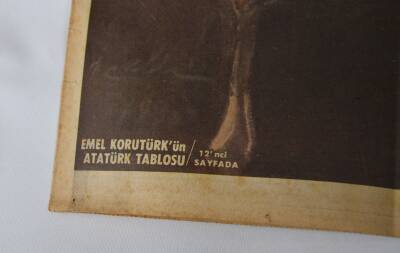 EMEL KORUTÜRK'ün
ATATÜRK TABLOSU / 12'nci
SAYFADA